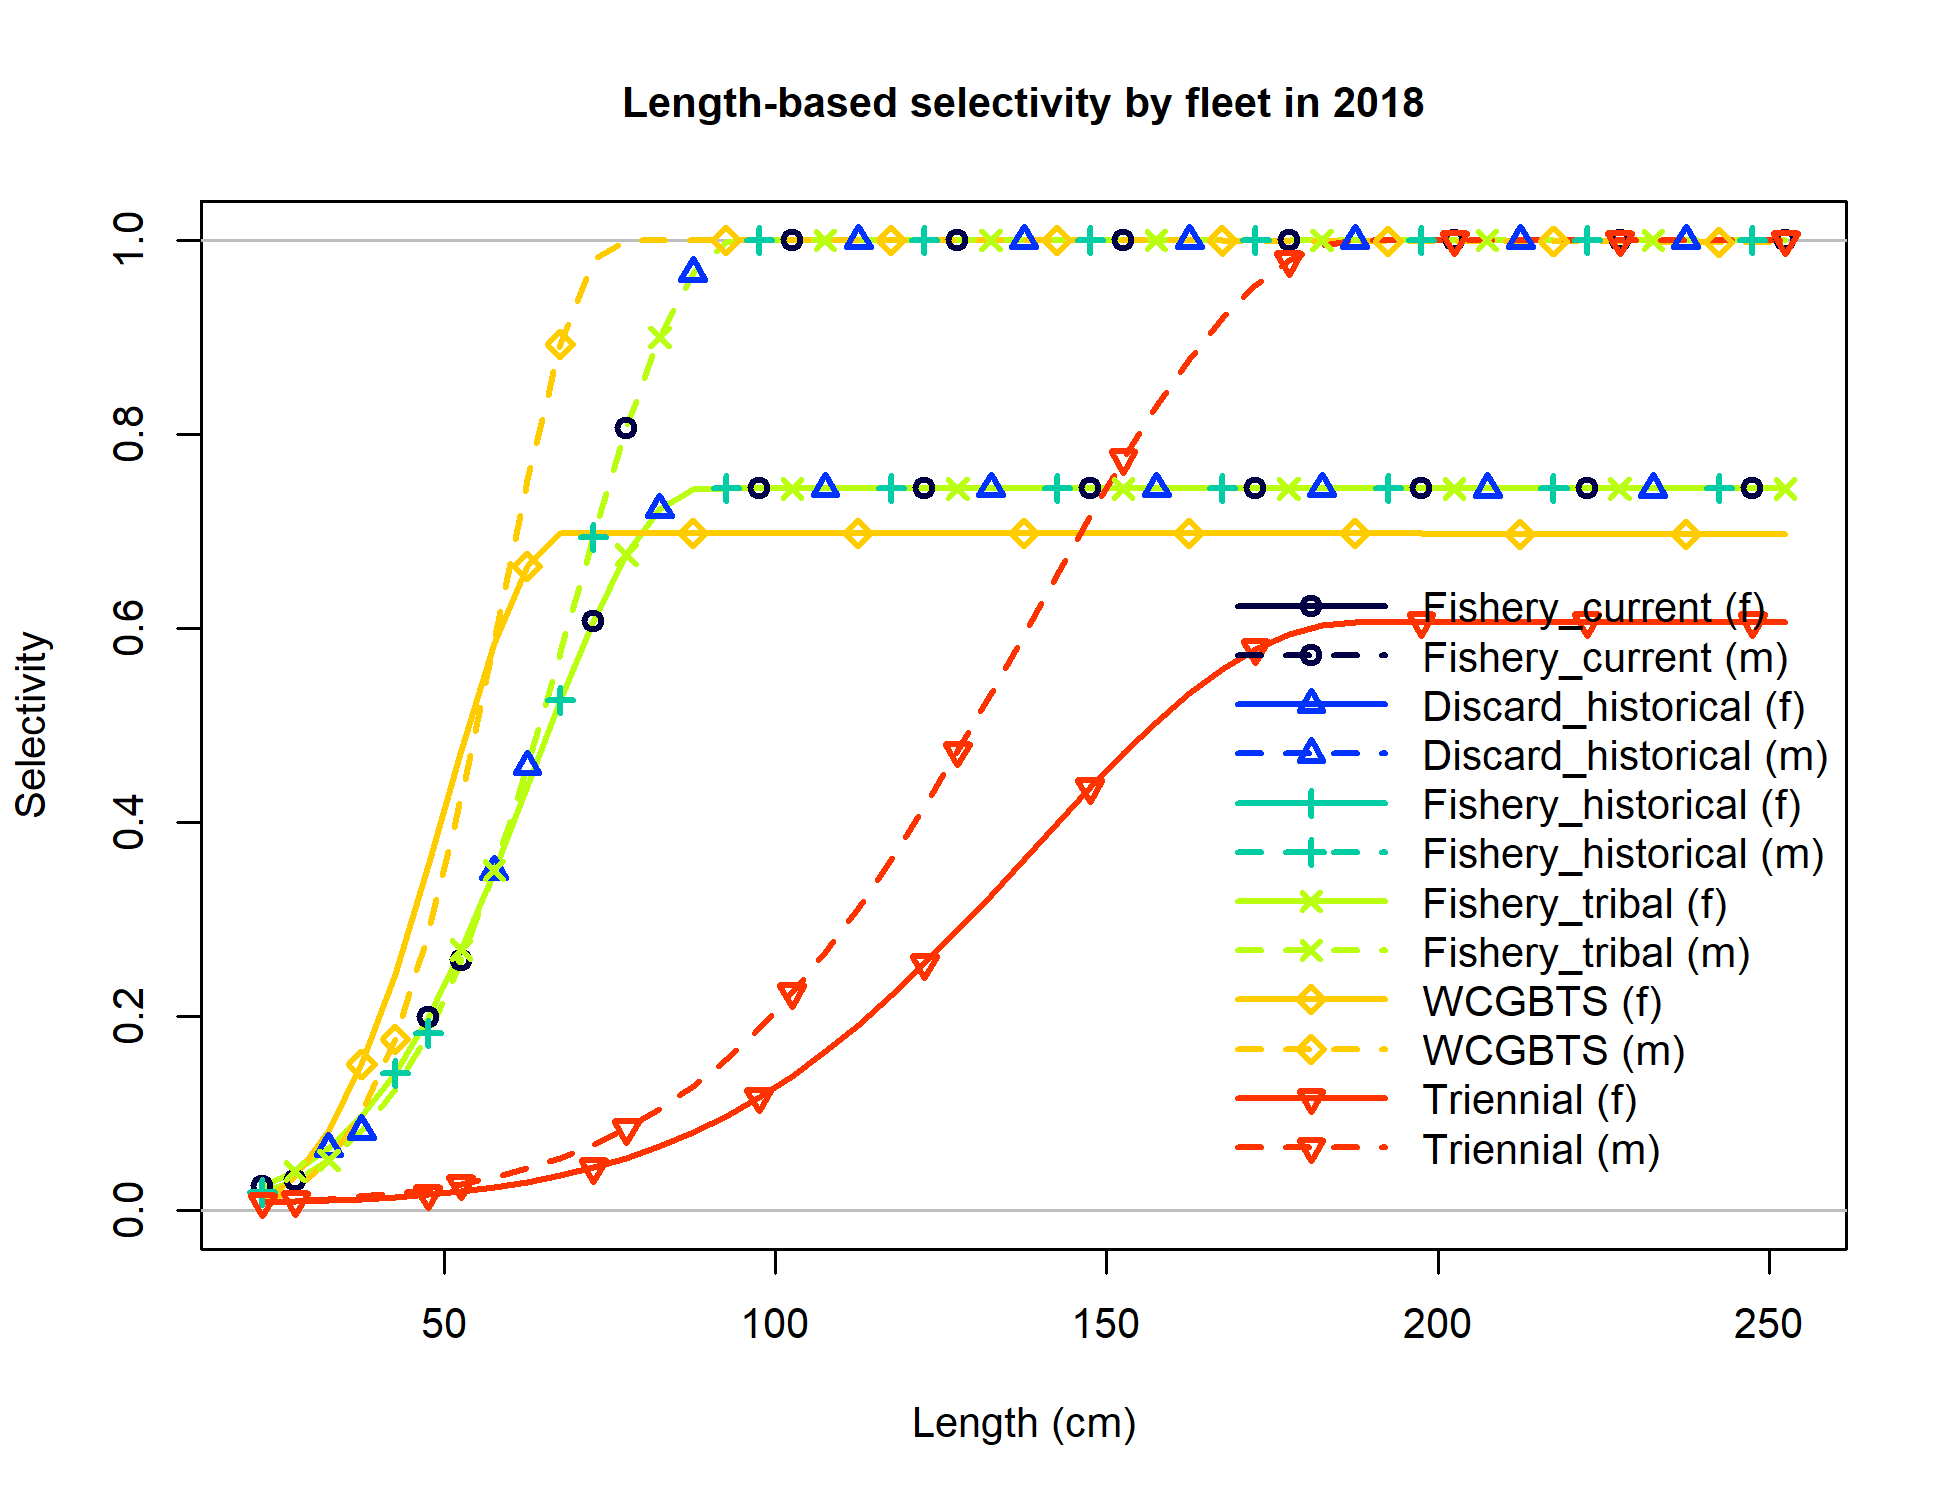 Length-based selectivity by fleet in 2018
1.0
0.8
0.6
0.4
0.2
0.0
Selectivity
Fishery_current (f)
Fishery_current (m)
Discard_historical (f)
Discard_historical (m)
Fishery_historical (f)
Fishery_historical (m)
Fishery_tribal (f)
Fishery_tribal (m)
WCGBTS (f)
WCGBTS (m)
Triennial (f)
Triennial (m)
50 100 150 200 250
Length (cm)